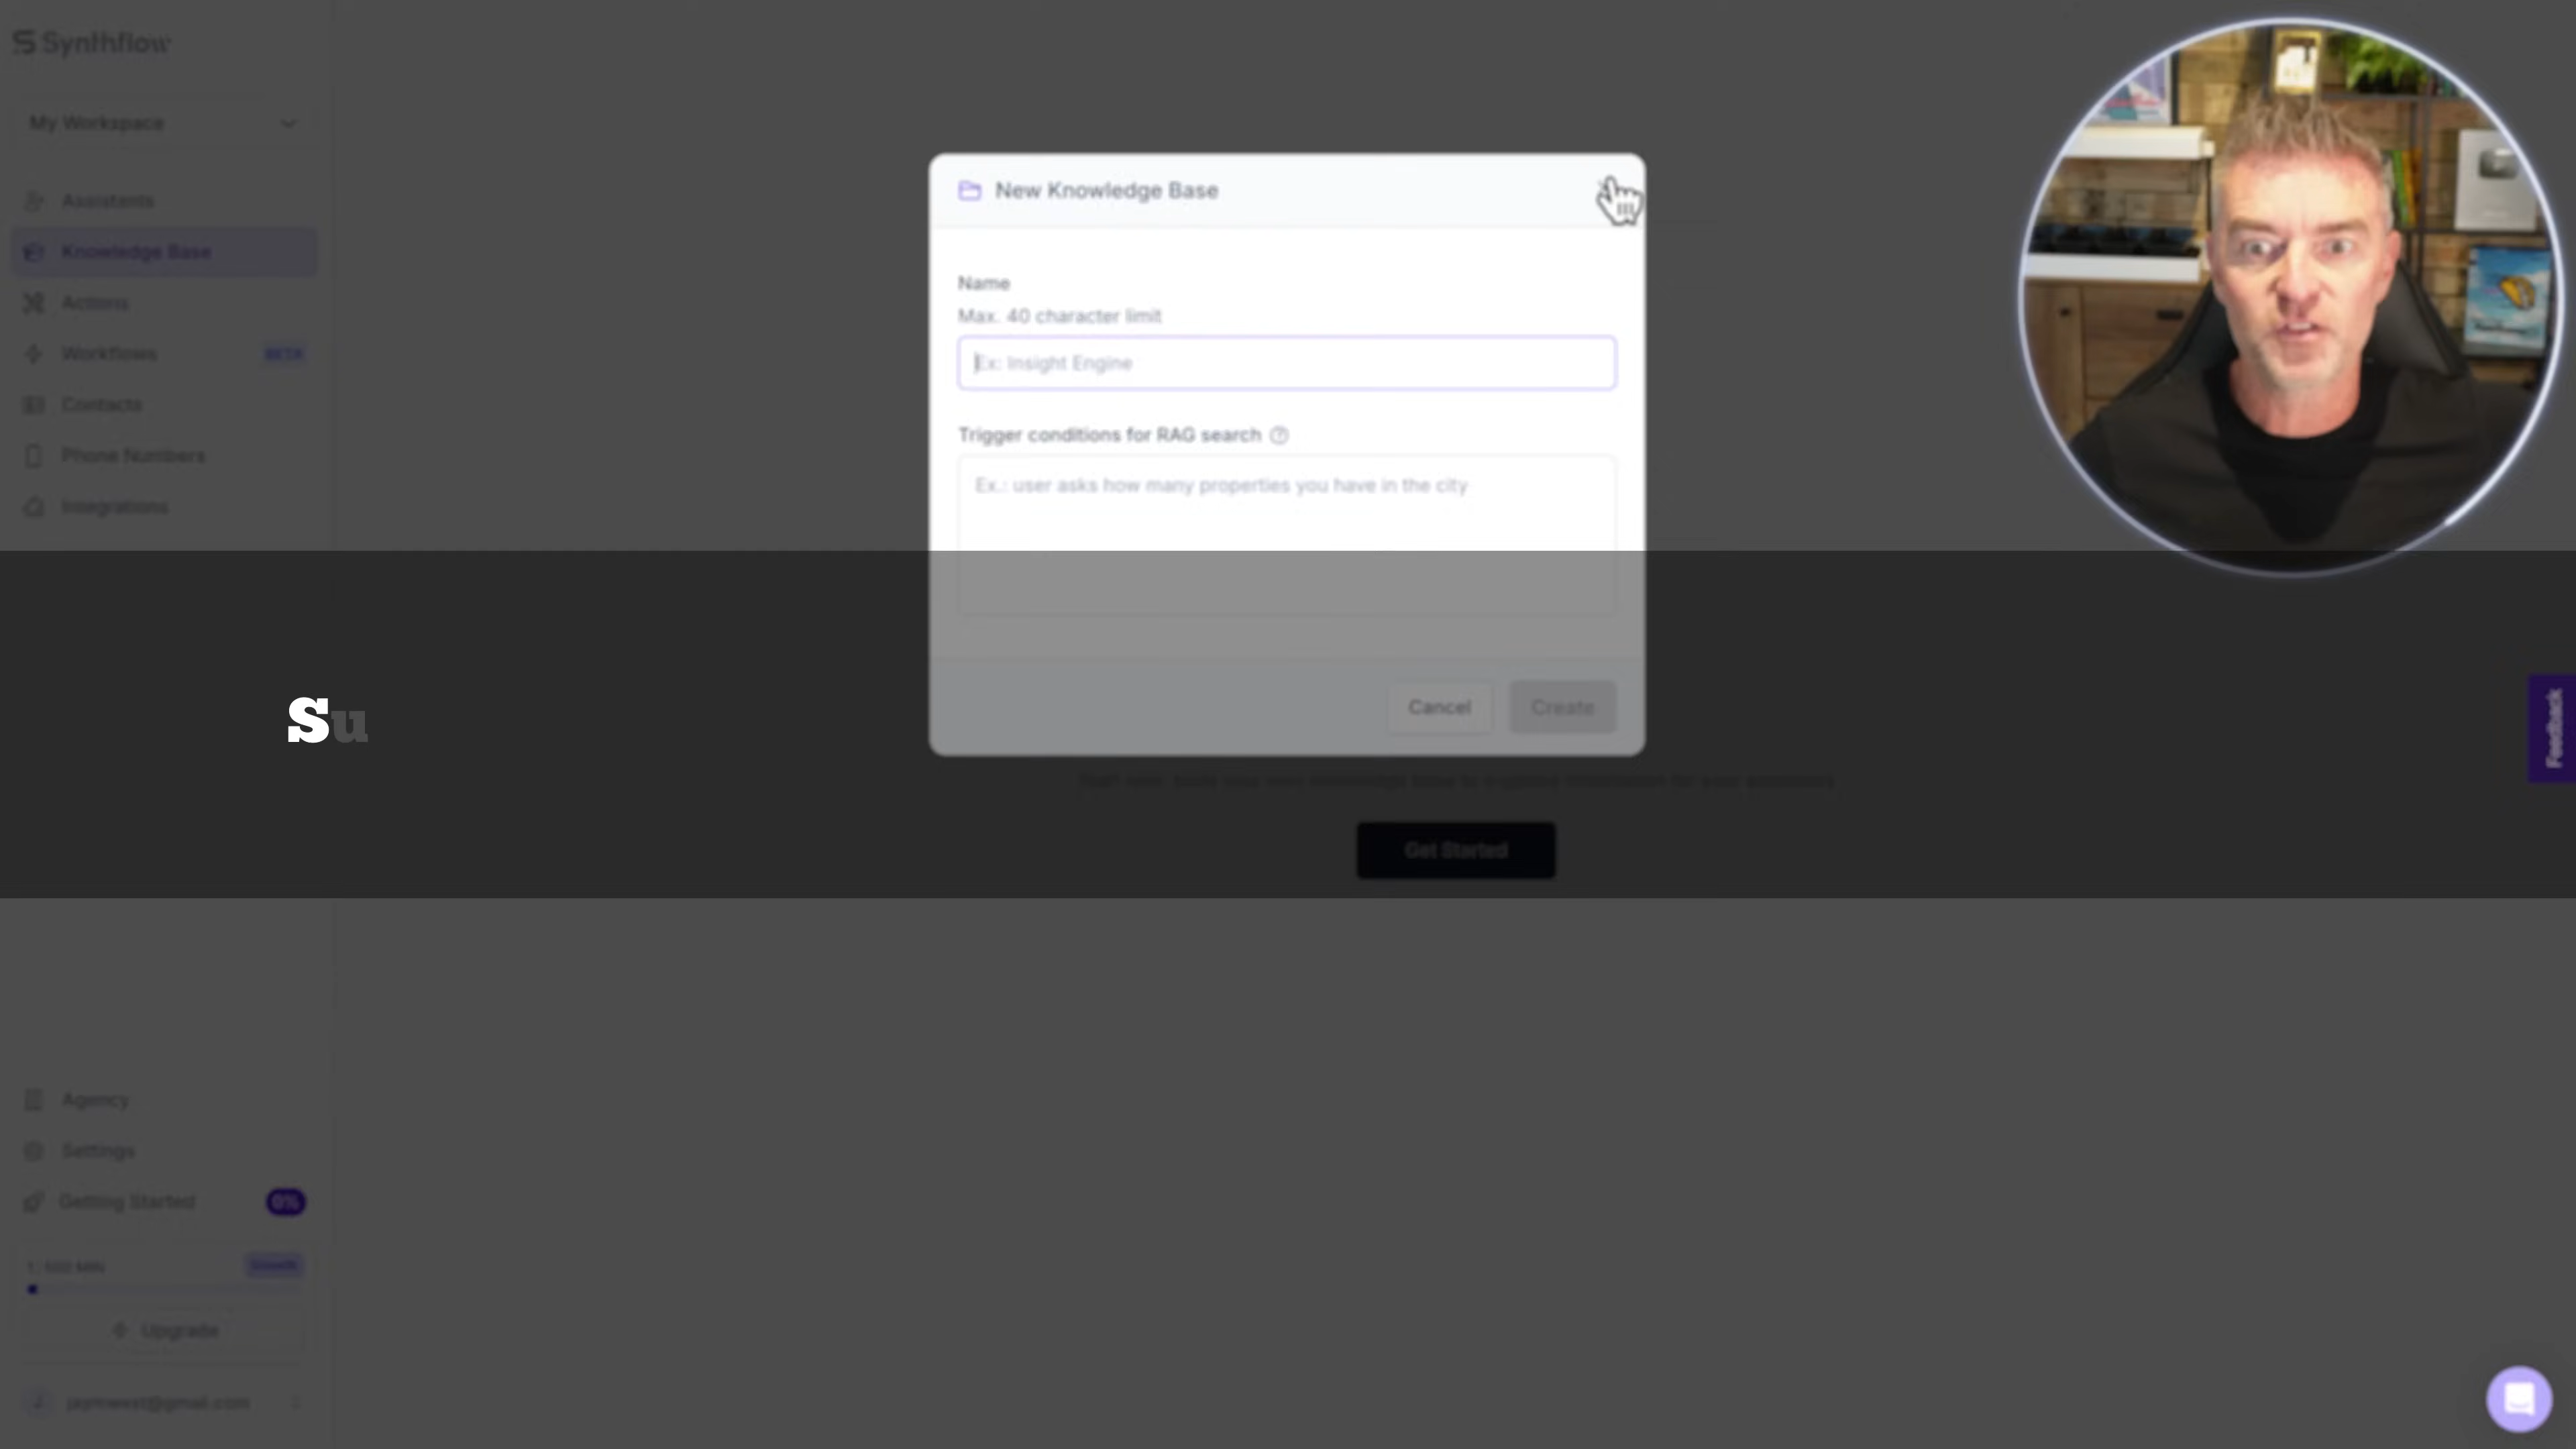 Synthflow
My Workspace
Assistants
Knowledge Base
Actions
Workflows BETA
Contacts
Phone Numbers
Integrations
New Knowledge Base
Name
Max. 40 character limit
Ex: Insight Engine
Trigger conditions for RAG search
Ex.: user asks how many properties you have in the city
Cancel Create
Su
Feedback
Get Started
Agency
Settings
Getting Started 0%
Upgrade